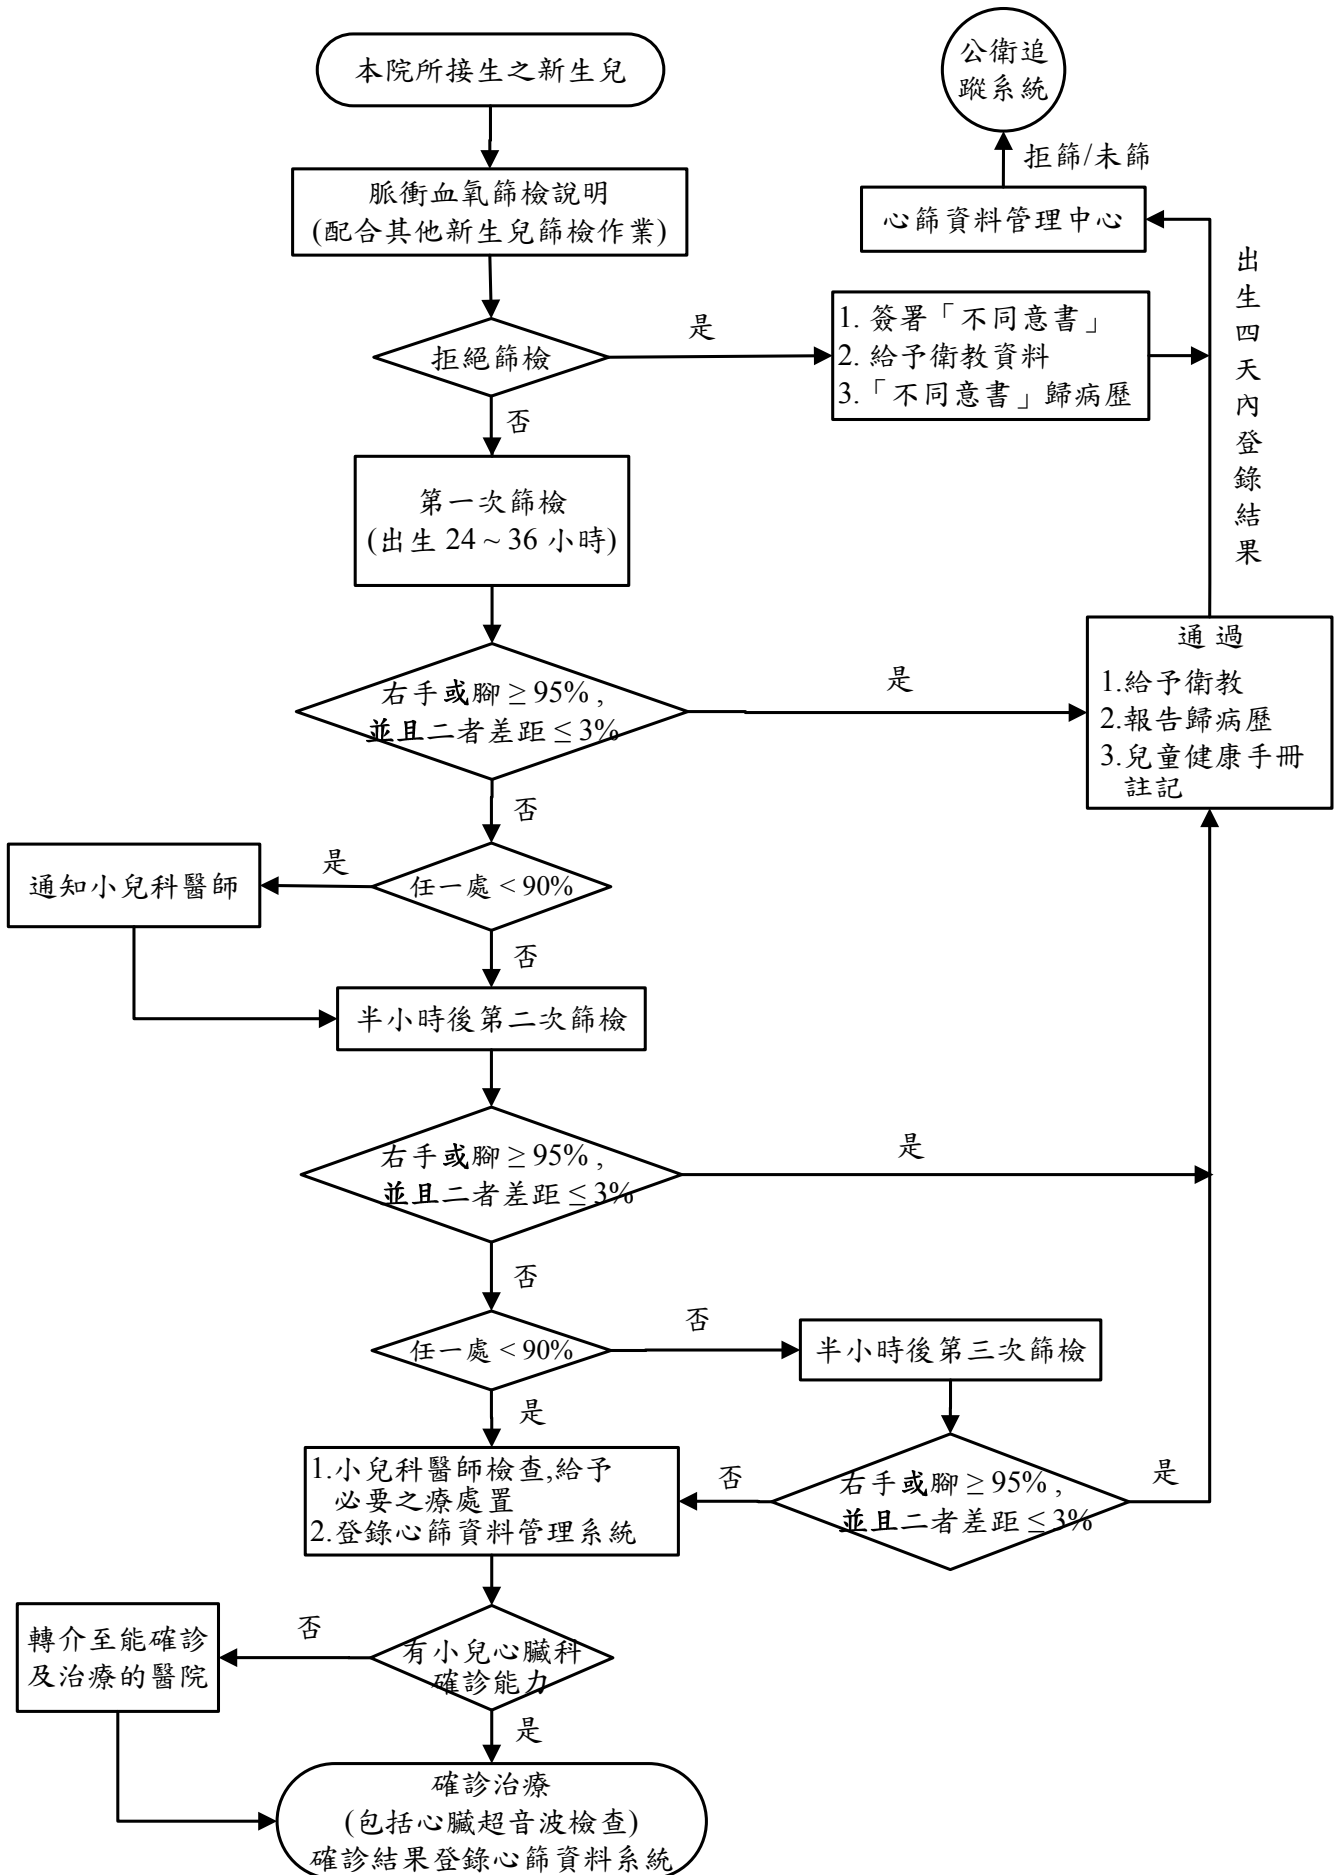 本院所接生之新生兒
公衛追
蹤系統
拒篩/未篩
脈衝血氧篩檢說明
(配合其他新生兒篩檢作業)
心篩資料管理中心
出生四天內登錄結果
拒絕篩檢
是
1. 簽署「不同意書」
2. 給予衛教資料
3.「不同意書」歸病歷
否
第一次篩檢
(出生 24 ~ 36 小時)
右手或腳 ≥ 95% ,
並且二者差距 ≤ 3%
是
通 過
1.給予衛教
2.報告歸病歷
3.兒童健康手冊
註記
否
任一處 < 90%
是
通知小兒科醫師
否
半小時後第二次篩檢
右手或腳 ≥ 95% ,
並且二者差距 ≤ 3%
是
否
任一處 < 90%
否
半小時後第三次篩檢
是
1.小兒科醫師檢查,給予
必要之療處置
2.登錄心篩資料管理系統
否
右手或腳 ≥ 95% ,
並且二者差距 ≤ 3%
是
有小兒心臟科
確診能力
否
轉介至能確診
及治療的醫院
是
確診治療
(包括心臟超音波檢查)
確診結果登錄心篩資料系統